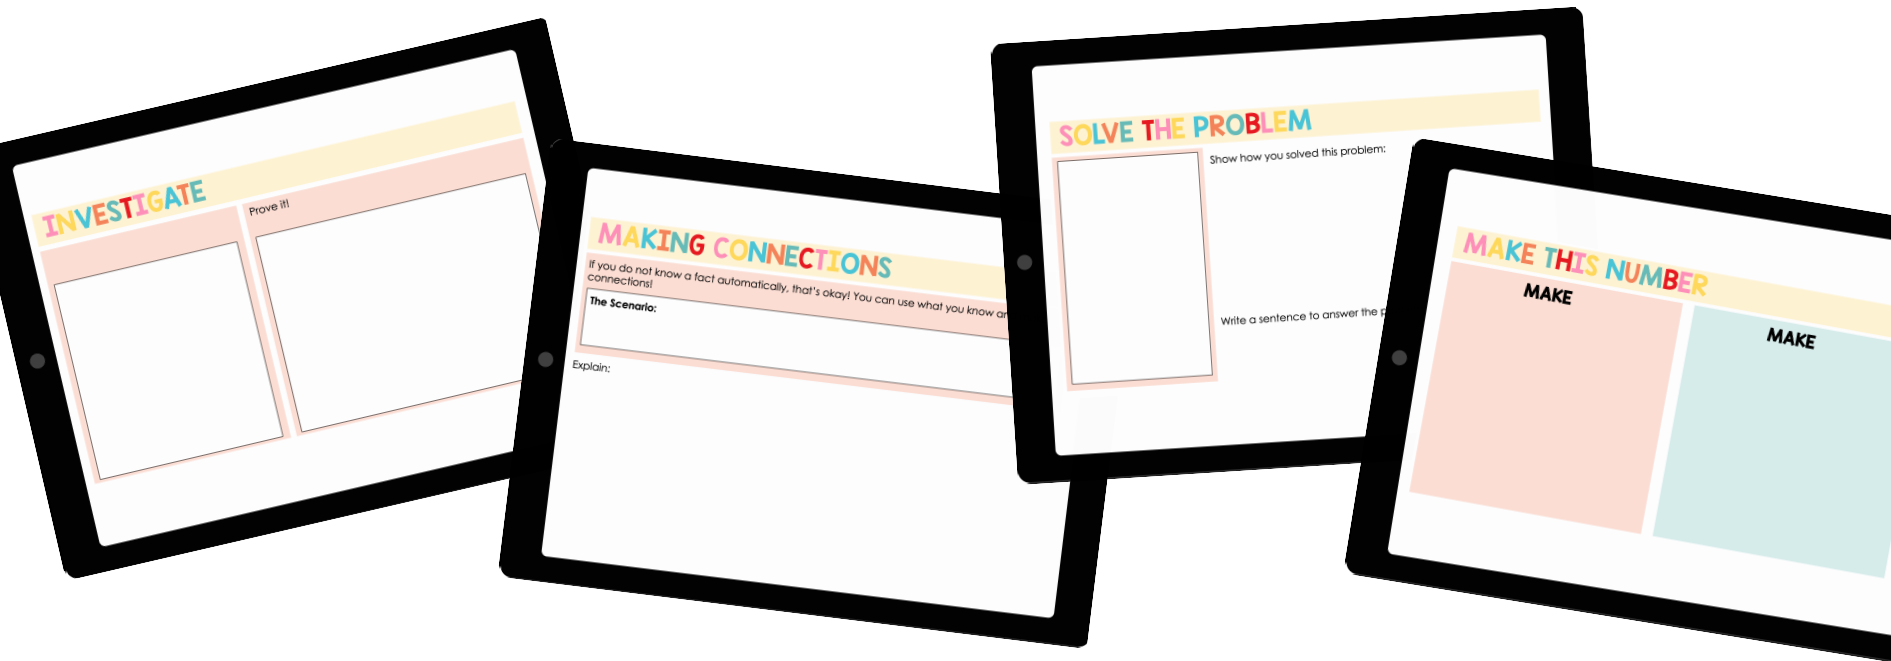 INVESTIGATE
Prove it!
MAKING CONNECTIONS
If you do not know a fact automatically, that's okay! You can use what you know
connections!
The Scenario:
Explain:
SOLVE THE PROBLEM
Show how you solved this problem:
Write a sentence to answer the
MAKE THIS NUMBER
MAKE
MAKE